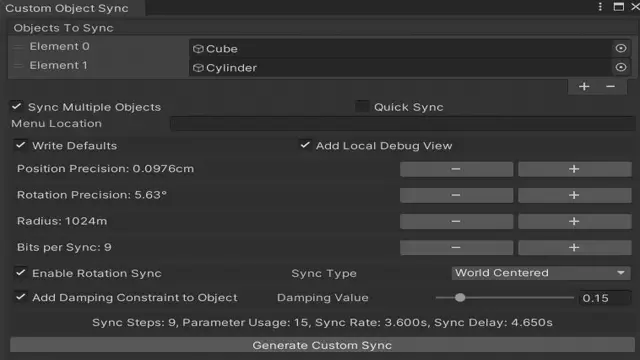 Custom Object Sync
Objects To Sync
Element 0 Cube
Element 1 Cylinder
+ −
Sync Multiple Objects Quick Sync
Menu Location
Write Defaults Add Local Debug View
Position Precision: 0.0976cm − +
Rotation Precision: 5.63° − +
Radius: 1024m − +
Bits per Sync: 9 − +
Enable Rotation Sync Sync Type World Centered
Add Damping Constraint to Object Damping Value 0.15
Sync Steps: 9, Parameter Usage: 15, Sync Rate: 3.600s, Sync Delay: 4.650s
Generate Custom Sync